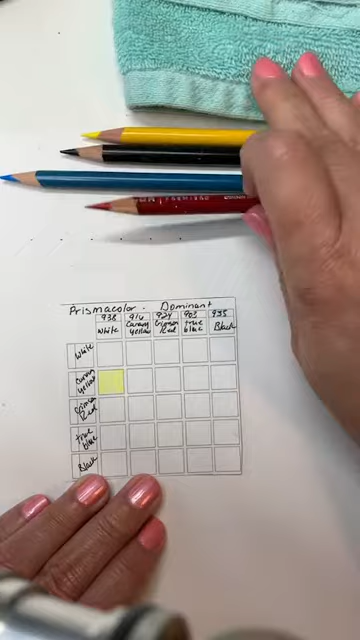 PREMIER
Prismacolor - Dominant
938 916 924 903 935
White Canary Yellow Crimson Red True blue Black
White
Canary Yellow
Crimson Red
True blue
Black